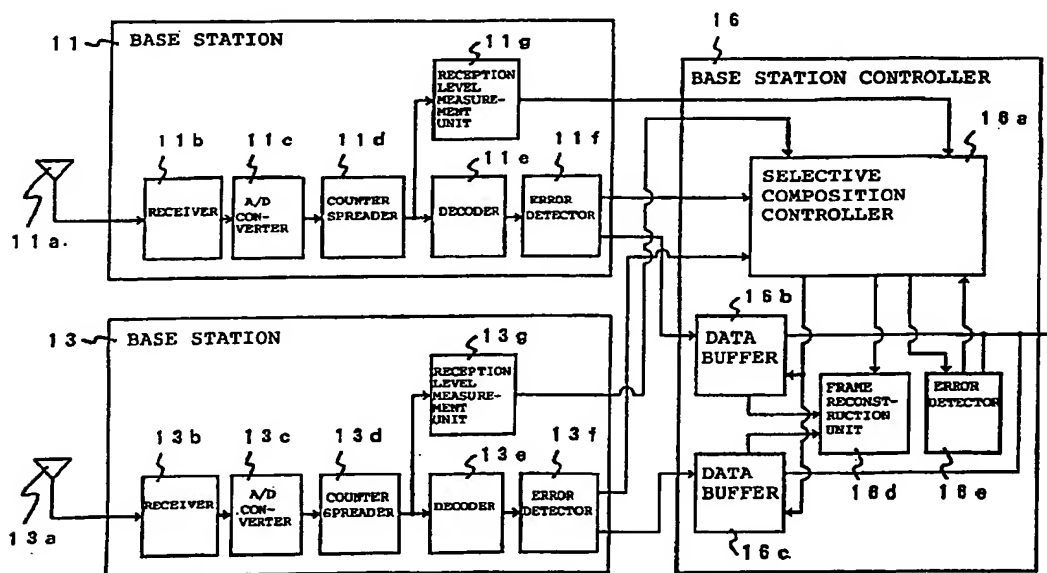 11
BASE STATION
11g
RECEPTION
LEVEL
MEASURE-
MENT
UNIT
11b
11c
11d
11e
11f
RECEIVER
A/D
CON-
VERTER
COUNTER
SPREADER
DECODER
ERROR
DETECTOR
11a.
16
BASE STATION CONTROLLER
16a
SELECTIVE
COMPOSITION
CONTROLLER
16b
DATA
BUFFER
FRAME
RECONST-
RUCTION
UNIT
ERROR
DETECTOR
16d
16e
DATA
BUFFER
16c
13
BASE STATION
13g
RECEPTION
LEVEL
MEASURE-
MENT
UNIT
13b
13c
13d
13e
13f
RECEIVER
A/D
CON-
VERTER
COUNTER
SPREADER
DECODER
ERROR
DETECTOR
13a